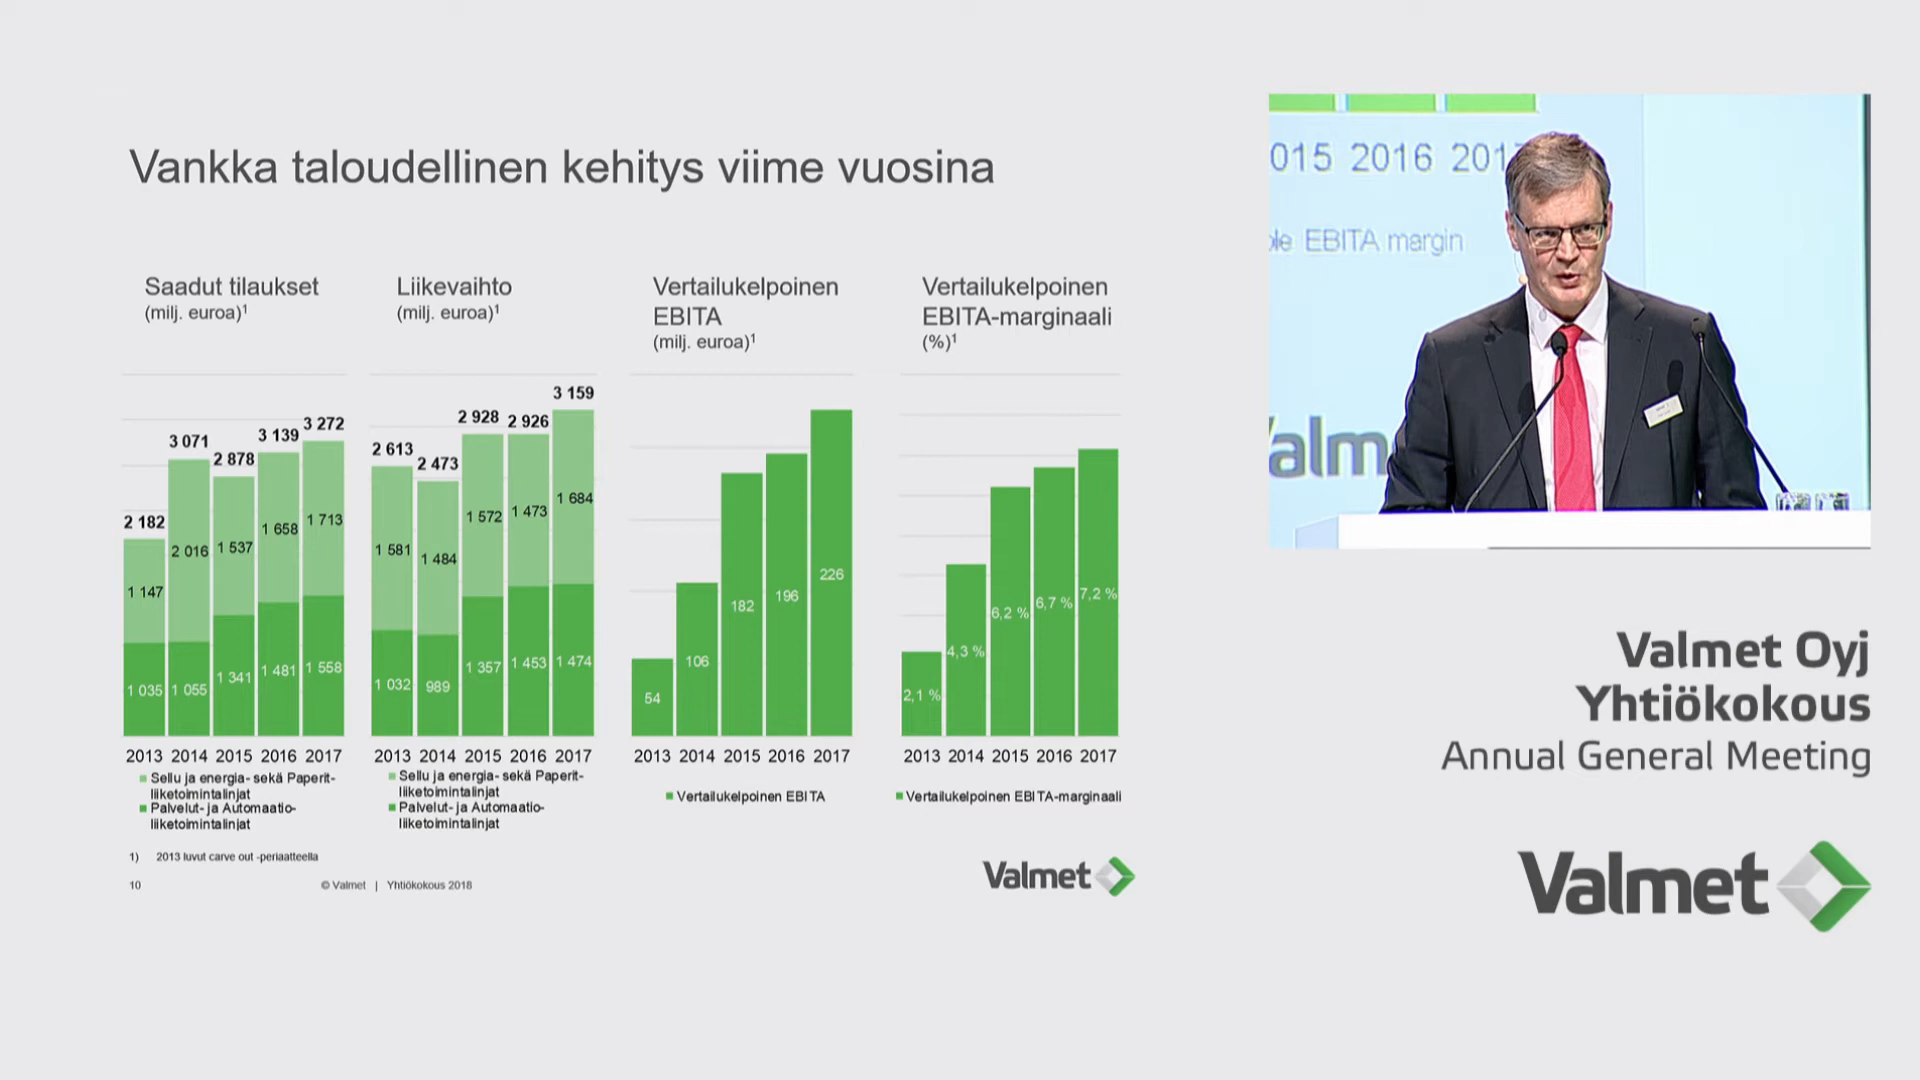 Vankka taloudellinen kehitys viime vuosina
Saadut tilaukset
(milj. euroa)¹
3 272
3 139
3 071
2 878
2 182
1 713
1 658
1 537
2 016
1 147
1 558
1 481
1 341
1 055
1 035
2013 2014 2015 2016 2017
Sellu ja energia- sekä Paperit-
liiketoimintalinjat
Palvelut- ja Automaatio-
liiketoimintalinjat
Liikevaihto
(milj. euroa)¹
3 159
2 928
2 926
2 613
2 473
1 684
1 473
1 572
1 581
1 484
1 474
1 453
1 357
1 032
989
2013 2014 2015 2016 2017
Sellu ja energia- sekä Paperit-
liiketoimintalinjat
Palvelut- ja Automaatio-
liiketoimintalinjat
Vertailukelpoinen
EBITA
(milj. euroa)¹
226
196
182
106
54
2013 2014 2015 2016 2017
Vertailukelpoinen EBITA
Vertailukelpoinen
EBITA-marginaali
(%)¹
7,2 %
6,7 %
6,2 %
4,3 %
2,1 %
2013 2014 2015 2016 2017
Vertailukelpoinen EBITA-marginaali
1) 2013 luvut carve out -periaatteella
10 © Valmet | Yhtiökokous 2018
Valmet
015 2016 201
ble EBITA margin
Valm
Valmet Oyj
Yhtiökokous
Annual General Meeting
Valmet